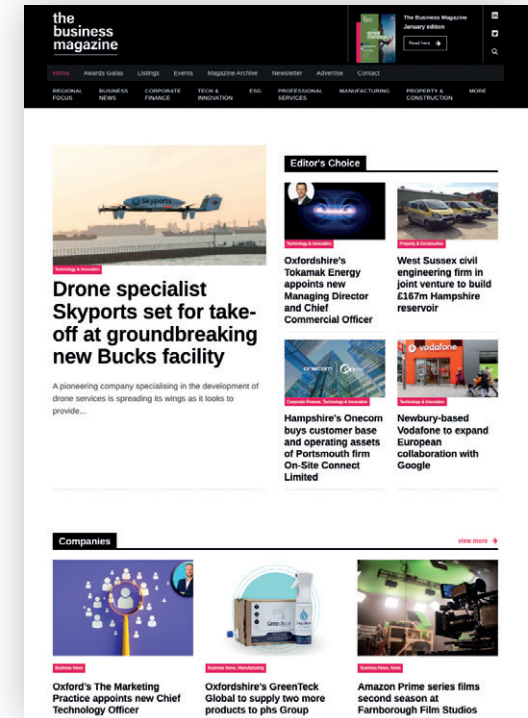 the
business
magazine
The Business Magazine
January edition
Read here
Home Awards Galas Listings Events Magazine Archive Newsletter Advertise Contact
REGIONAL FOCUS BUSINESS NEWS CORPORATE FINANCE TECH & INNOVATION ESG PROFESSIONAL SERVICES MANUFACTURING PROPERTY & CONSTRUCTION MORE
Skyports
Technology & Innovation
Drone specialist
Skyports set for take-
off at groundbreaking
new Bucks facility
A pioneering company specialising in the development of
drone services is spreading its wings as it looks to
provide...
Editor's Choice
Technology & Innovation
Oxfordshire's
Tokamak Energy
appoints new
Managing Director
and Chief
Commercial Officer
Property & Construction
West Sussex civil
engineering firm in
joint venture to build
£167m Hampshire
reservoir
onecom
Corporate Finance, Technology & Innovation
Hampshire's Onecom
buys customer base
and operating assets
of Portsmouth firm
On-Site Connect
Limited
vodafone
Technology & Innovation
Newbury-based
Vodafone to expand
European
collaboration with
Google
Companies
view more
Business News
Oxford's The Marketing
Practice appoints new Chief
Technology Officer
Business News, Manufacturing
Oxfordshire's GreenTeck
Global to supply two more
products to phs Group
Business News, News
Amazon Prime series films
second season at
Farnborough Film Studios